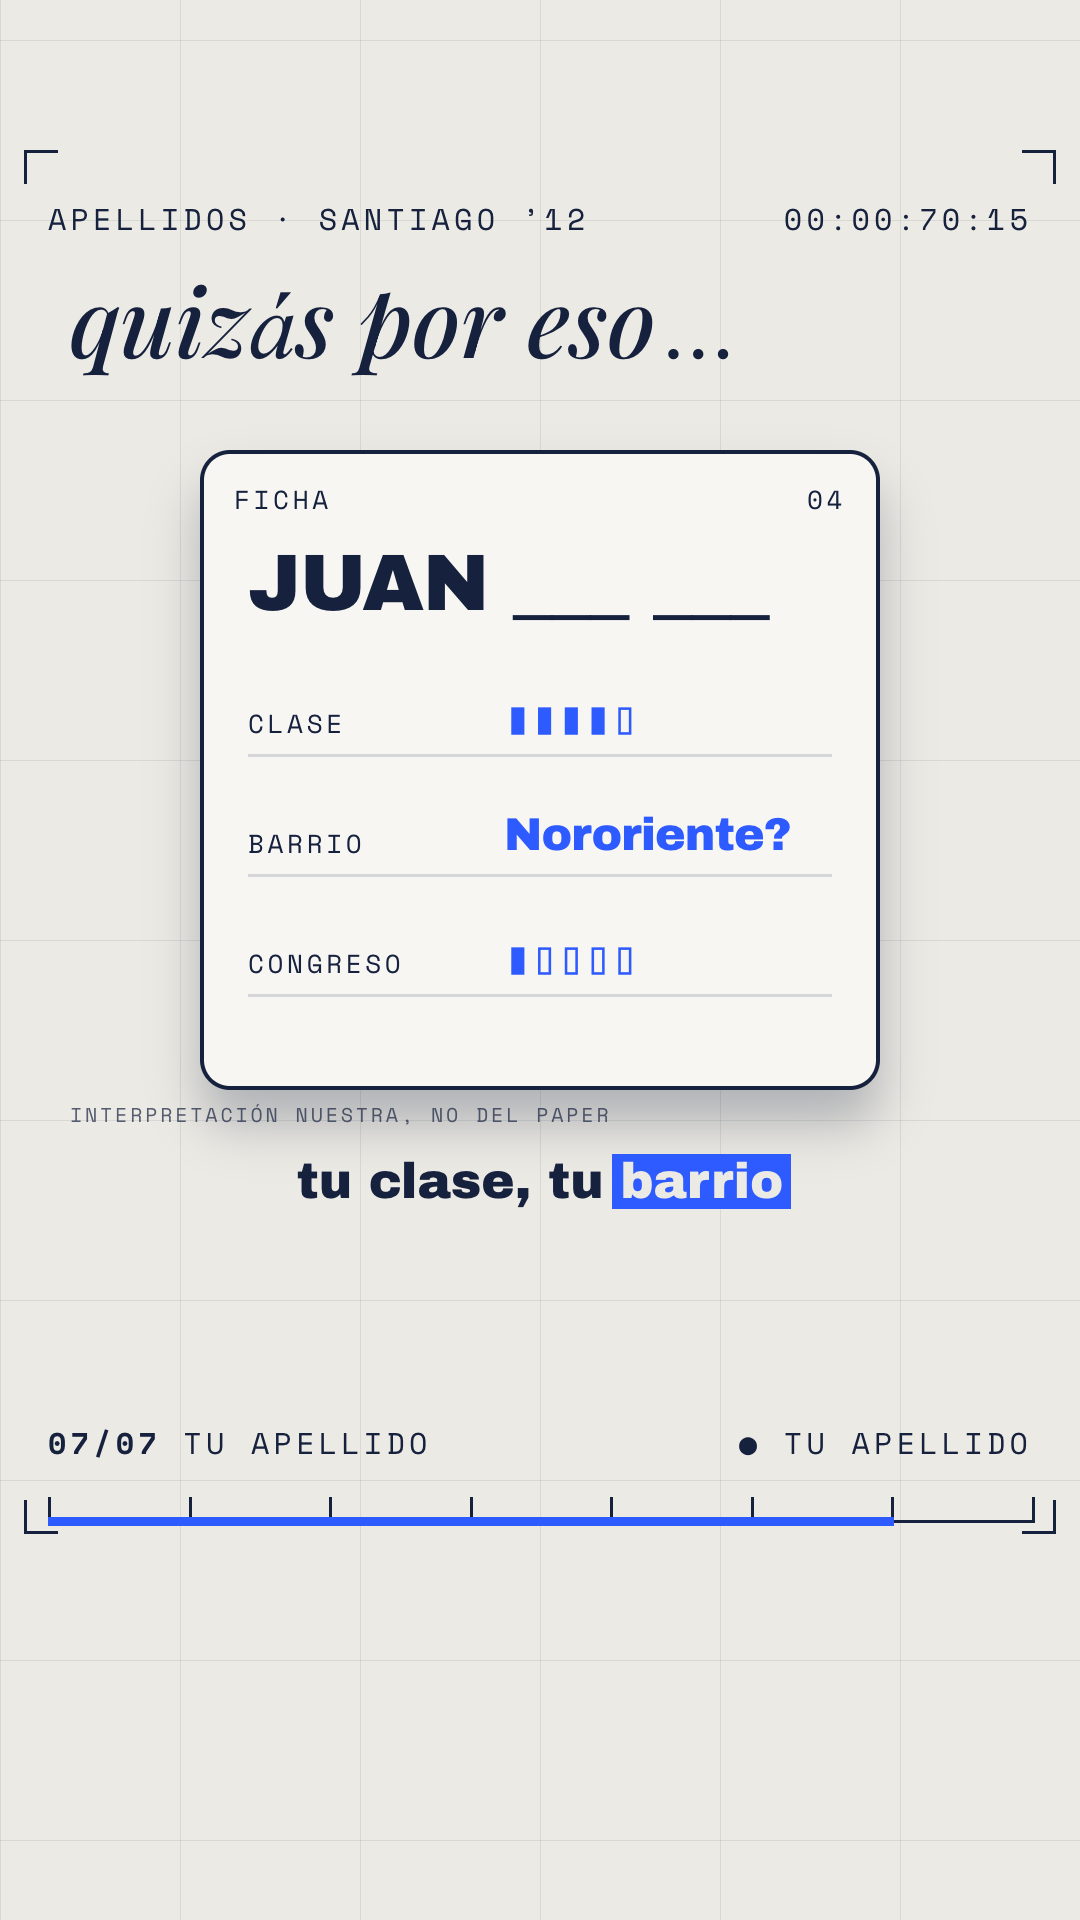 APELLIDOS · SANTIAGO ’12 00:00:70:15
quizás por eso...
FICHA 04
JUAN ___ ___
CLASE ▮▮▮▮▯
BARRIO Nororiente?
CONGRESO ▮▯▯▯▯
INTERPRETACIÓN NUESTRA, NO DEL PAPER
tu clase, tu barrio
07/07 TU APELLIDO ● TU APELLIDO